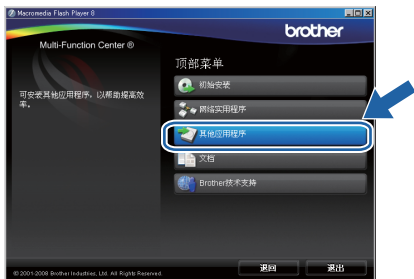 Macromedia Flash Player 8
brother
Multi-Function Center ®
顶部菜单
初始安装
可安装其他应用程序，以帮助提高效
率。
网络实用程序
其他应用程序
文档
Brother技术支持
© 2001-2008 Brother Industries, Ltd. All Rights Reserved.
退回
退出